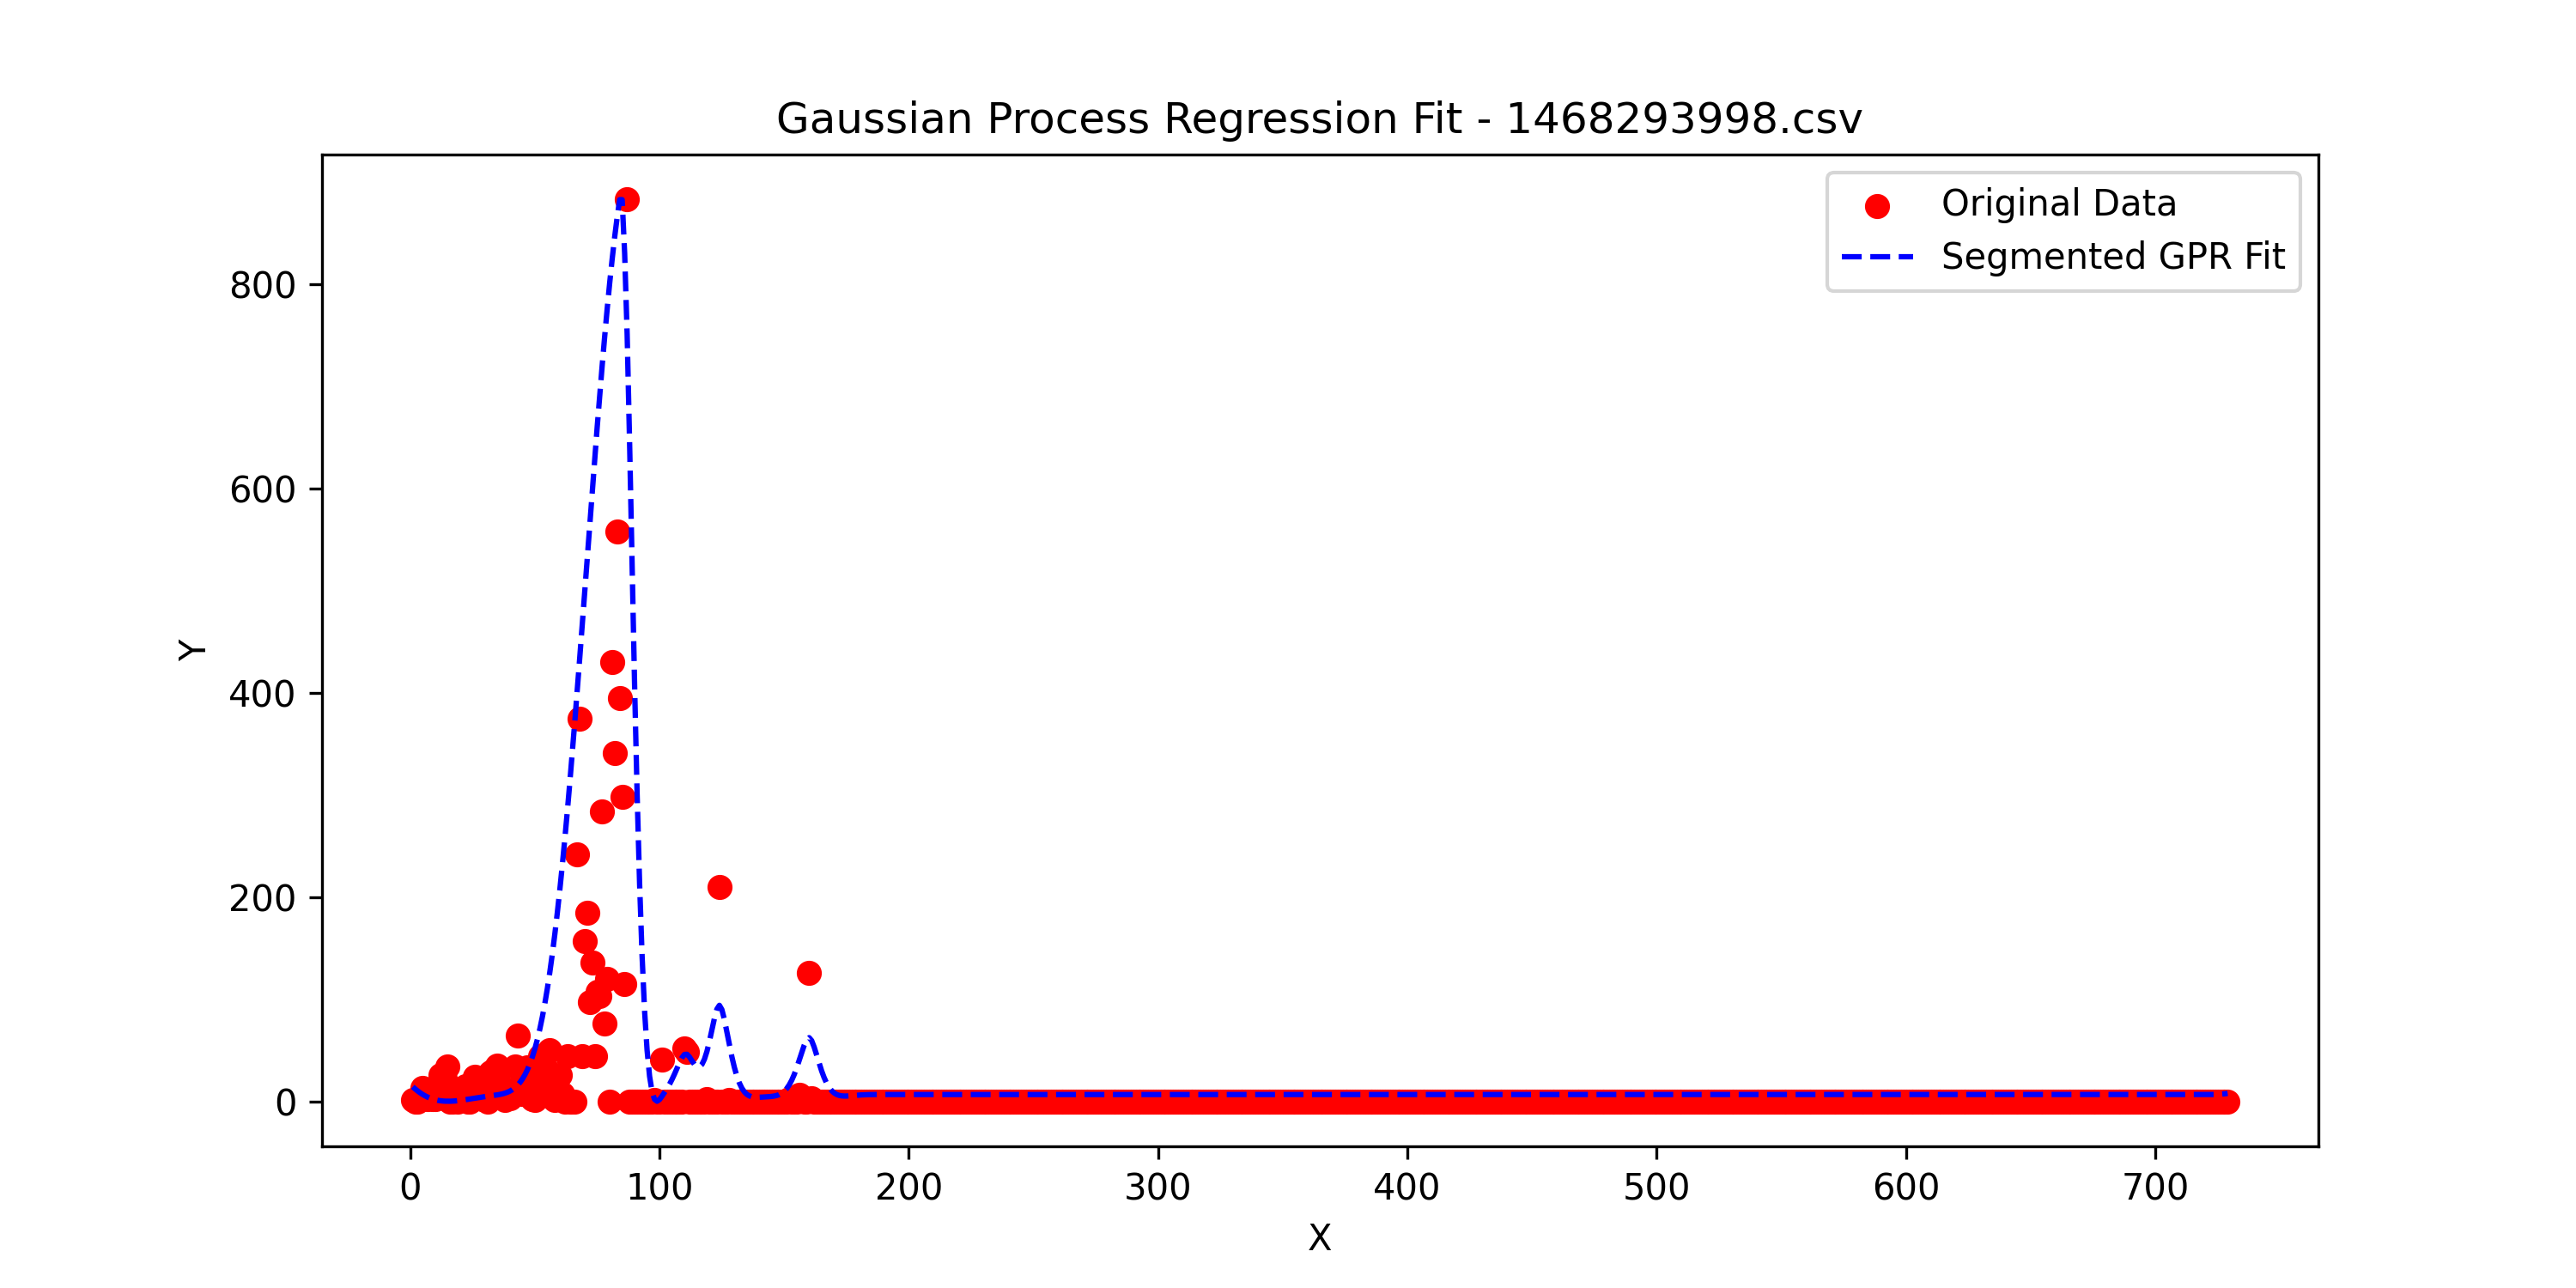 Gaussian Process Regression Fit - 1468293998.csv
Original Data
Segmented GPR Fit
800
600
400
200
0
Y
0 100 200 300 400 500 600 700
X